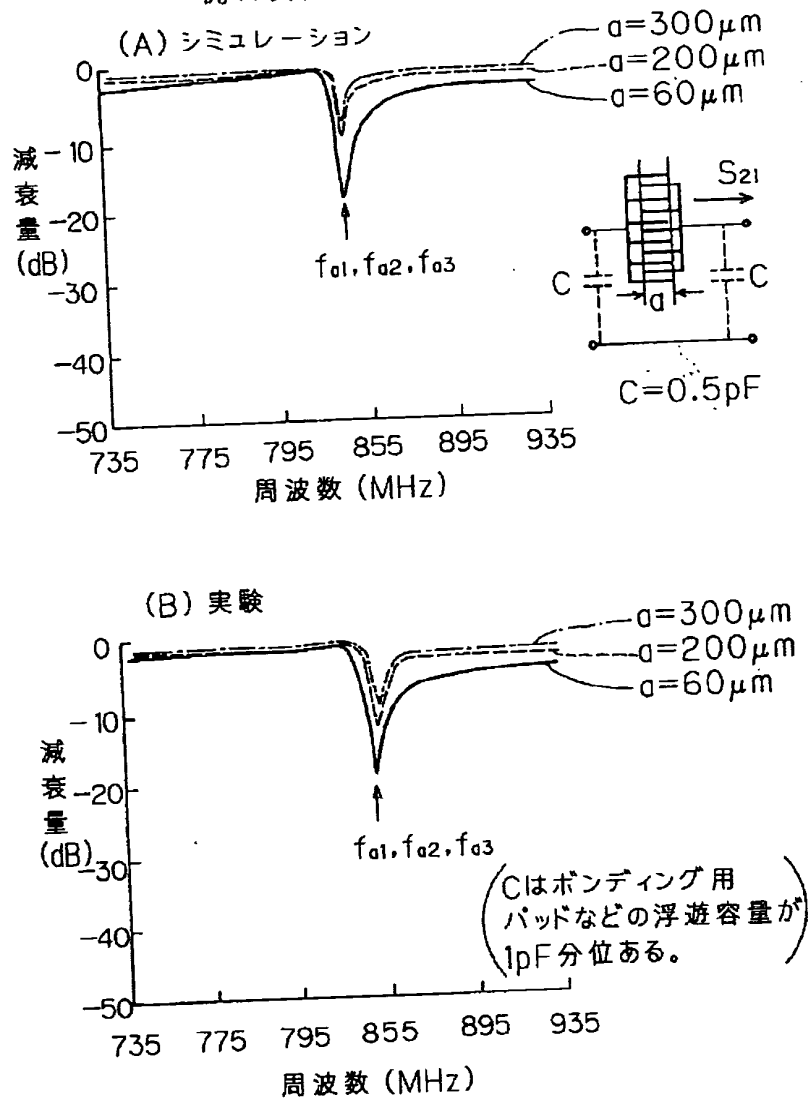 (A) シミュレーション
a=300μm
a=200μm
a=60μm
0
-10
-20
-30
-40
-50
減衰量(dB)
fa1,fa2,fa3
735 775 795 855 895 935
周波数(MHz)
S21
C
C
a
C=0.5pF
(B) 実験
a=300μm
a=200μm
a=60μm
0
-10
-20
-30
-40
-50
減衰量(dB)
fa1,fa2,fa3
Cはボンディング用
パッドなどの浮遊容量が
1pF分位ある。
735 775 795 855 895 935
周波数(MHz)